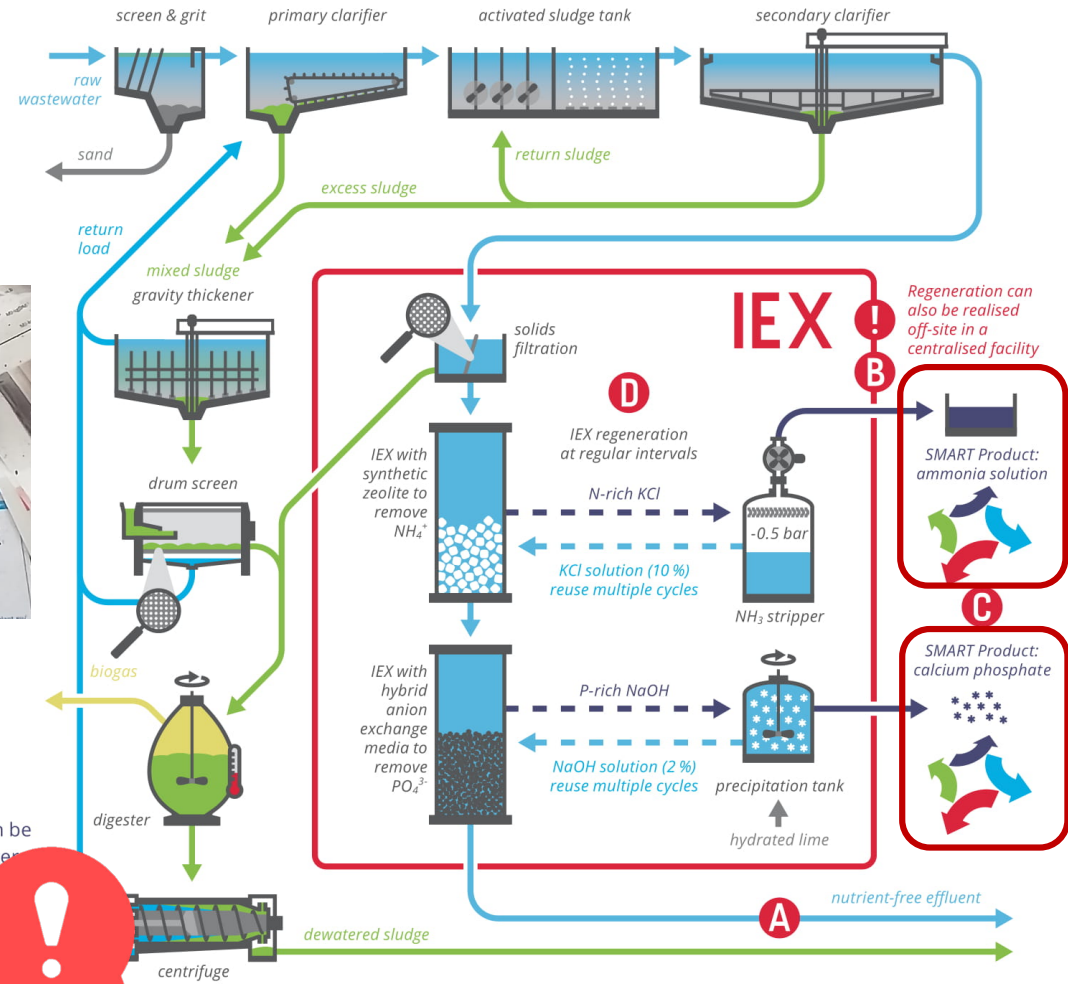 screen & grit
primary clarifier
activated sludge tank
secondary clarifier
raw
wastewater
sand
return sludge
excess sludge
return
load
mixed sludge
gravity thickener
solids
filtration
IEX
!
Regeneration can
also be realised
off-site in a
centralised facility
B
D
IEX with
synthetic
zeolite to
remove
NH₄⁺
IEX regeneration
at regular intervals
SMART Product:
ammonia solution
drum screen
N-rich KCl
-0.5 bar
KCl solution (10 %)
reuse multiple cycles
NH₃ stripper
C
biogas
IEX with
hybrid
anion
exchange
media to
remove
PO₄³⁻
P-rich NaOH
SMART Product:
calcium phosphate
NaOH solution (2 %)
reuse multiple cycles
precipitation tank
digester
hydrated lime
be
!
A
nutrient-free effluent
dewatered sludge
centrifuge